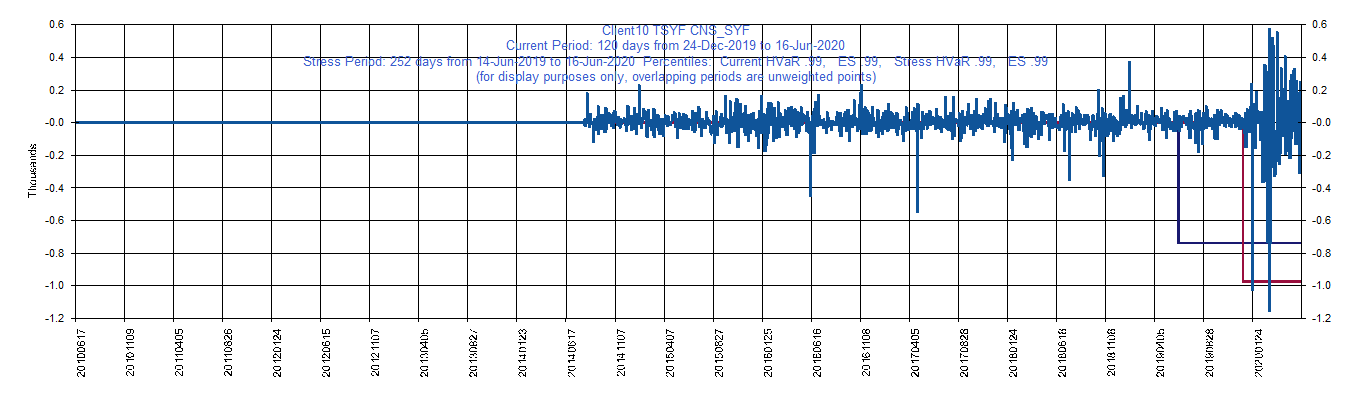 Client10 TSYF CNS_SYF
Current Period: 120 days from 24-Dec-2019 to 16-Jun-2020
Stress Period: 252 days from 14-Jun-2019 to 16-Jun-2020 Percentiles: Current HVaR .99, ES .99, Stress HVaR .99, ES .99
(for display purposes only, overlapping periods are unweighted points)
0.6 0.6
0.4 0.4
0.2 0.2
-0.0 -0.0
-0.2 -0.2
-0.4 -0.4
-0.6 -0.6
-0.8 -0.8
-1.0 -1.0
-1.2 -1.2
Thousands
20100617 20101109 20110405 20110826 20120124 20120615 20121107 20130405 20130827 20140123 20140617 20141107 20150407 20150827 20160125 20160616 20161108 20170405 20170828 20180124 20180618 20181108 20190405 20190828 20200124